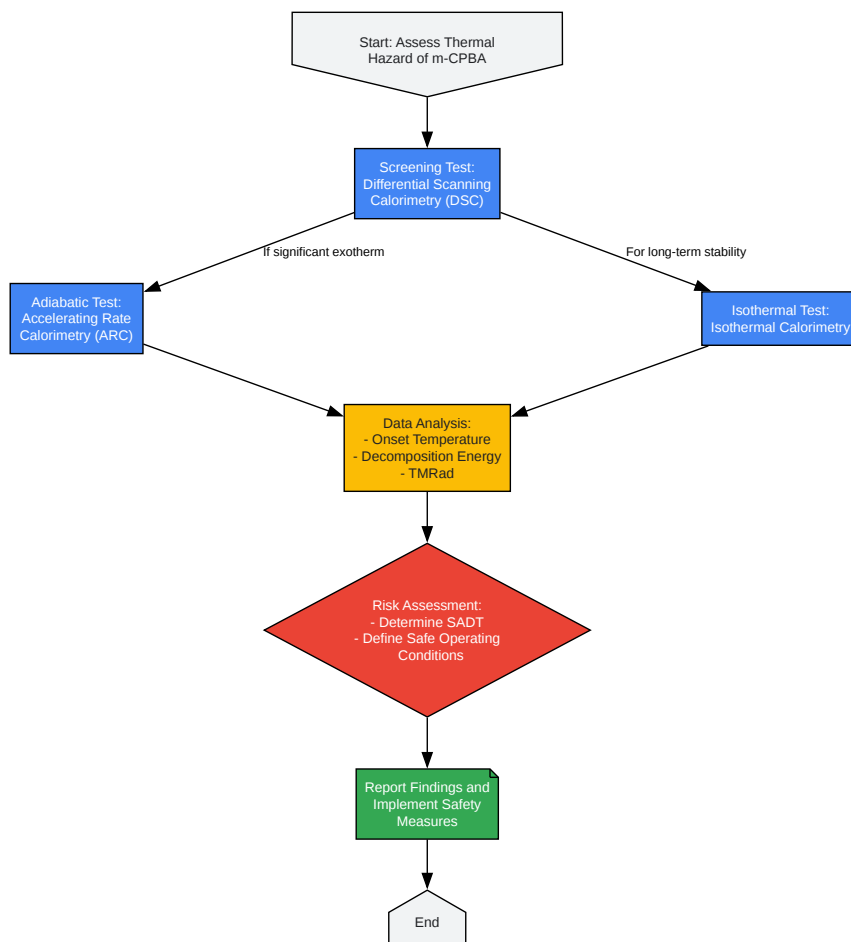 Start: Assess Thermal
Hazard of m-CPBA
Screening Test:
Differential Scanning
Calorimetry (DSC)
If significant exotherm
For long-term stability
Adiabatic Test:
Accelerating Rate
Calorimetry (ARC)
Isothermal Test:
Isothermal Calorimetry
Data Analysis:
- Onset Temperature
- Decomposition Energy
- TMRad
Risk Assessment:
- Determine SADT
- Define Safe Operating
Conditions
Report Findings and
Implement Safety
Measures
End